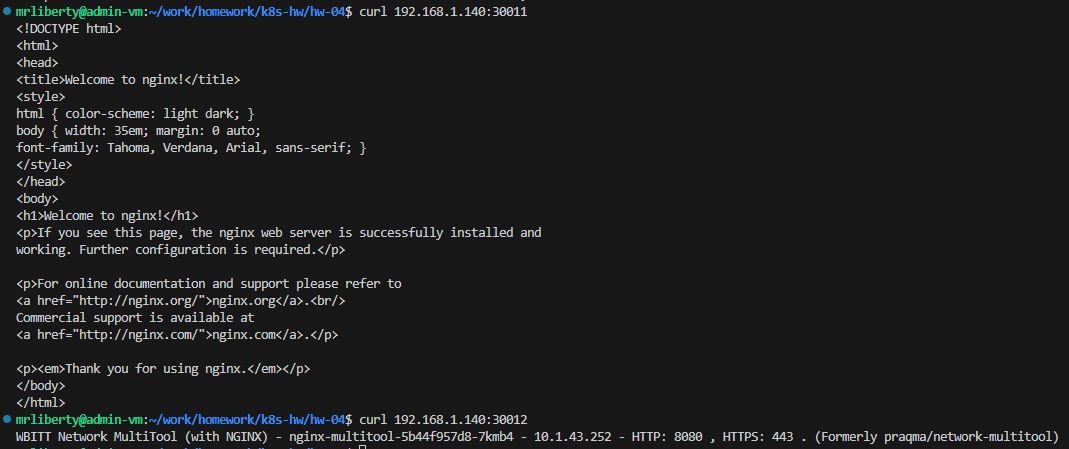 mrliberty@admin-vm:~/work/homework/k8s-hw/hw-04$ curl 192.168.1.140:30011
<!DOCTYPE html>
<html>
<head>
<title>Welcome to nginx!</title>
<style>
html { color-scheme: light dark; }
body { width: 35em; margin: 0 auto;
font-family: Tahoma, Verdana, Arial, sans-serif; }
</style>
</head>
<body>
<h1>Welcome to nginx!</h1>
<p>If you see this page, the nginx web server is successfully installed and
working. Further configuration is required.</p>

<p>For online documentation and support please refer to
<a href="http://nginx.org/">nginx.org</a>.<br/>
Commercial support is available at
<a href="http://nginx.com/">nginx.com</a>.</p>

<p><em>Thank you for using nginx.</em></p>
</body>
</html>
mrliberty@admin-vm:~/work/homework/k8s-hw/hw-04$ curl 192.168.1.140:30012
WBITT Network MultiTool (with NGINX) - nginx-multitool-5b44f957d8-7kmb4 - 10.1.43.252 - HTTP: 8080 , HTTPS: 443 . (Formerly praqma/network-multitool)